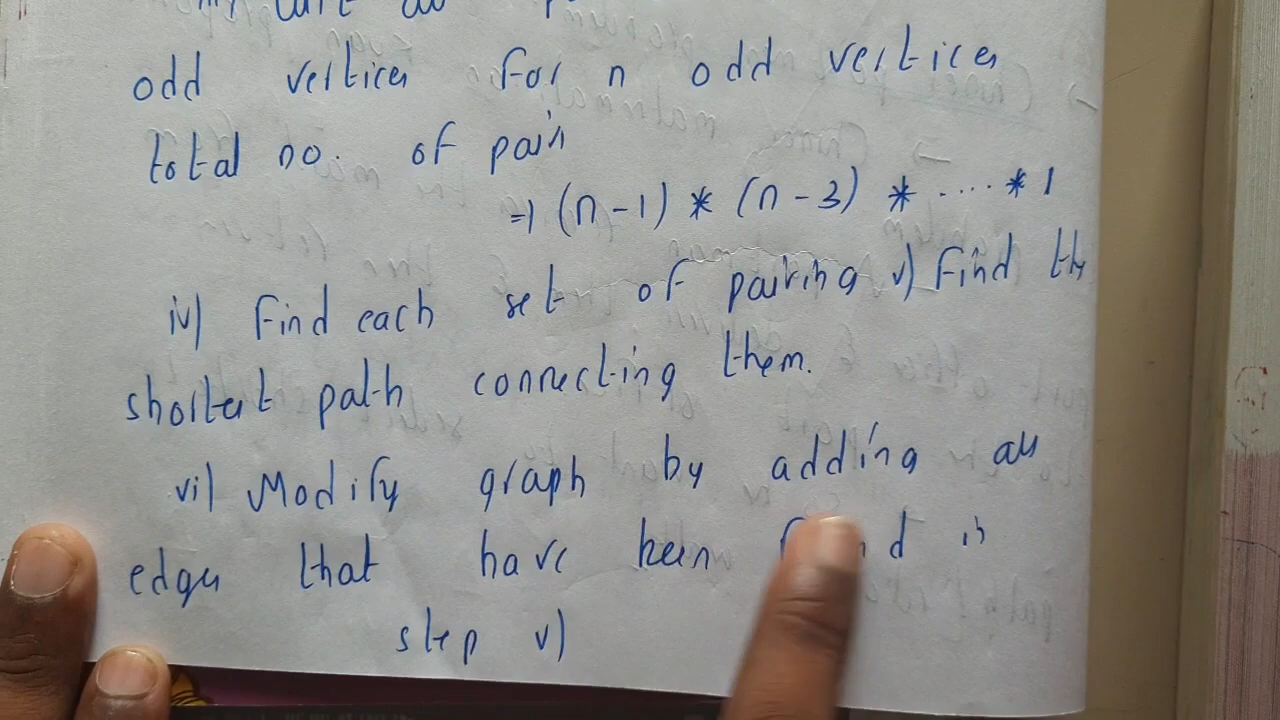 odd vertices for n odd vertices
total no. of pairs
=) (n-1) * (n-3) * ..... * 1
iv) Find each set of pairing v) Find the
shortest path connecting them.
vi) Modify graph by adding all
edges that have been in
step v)